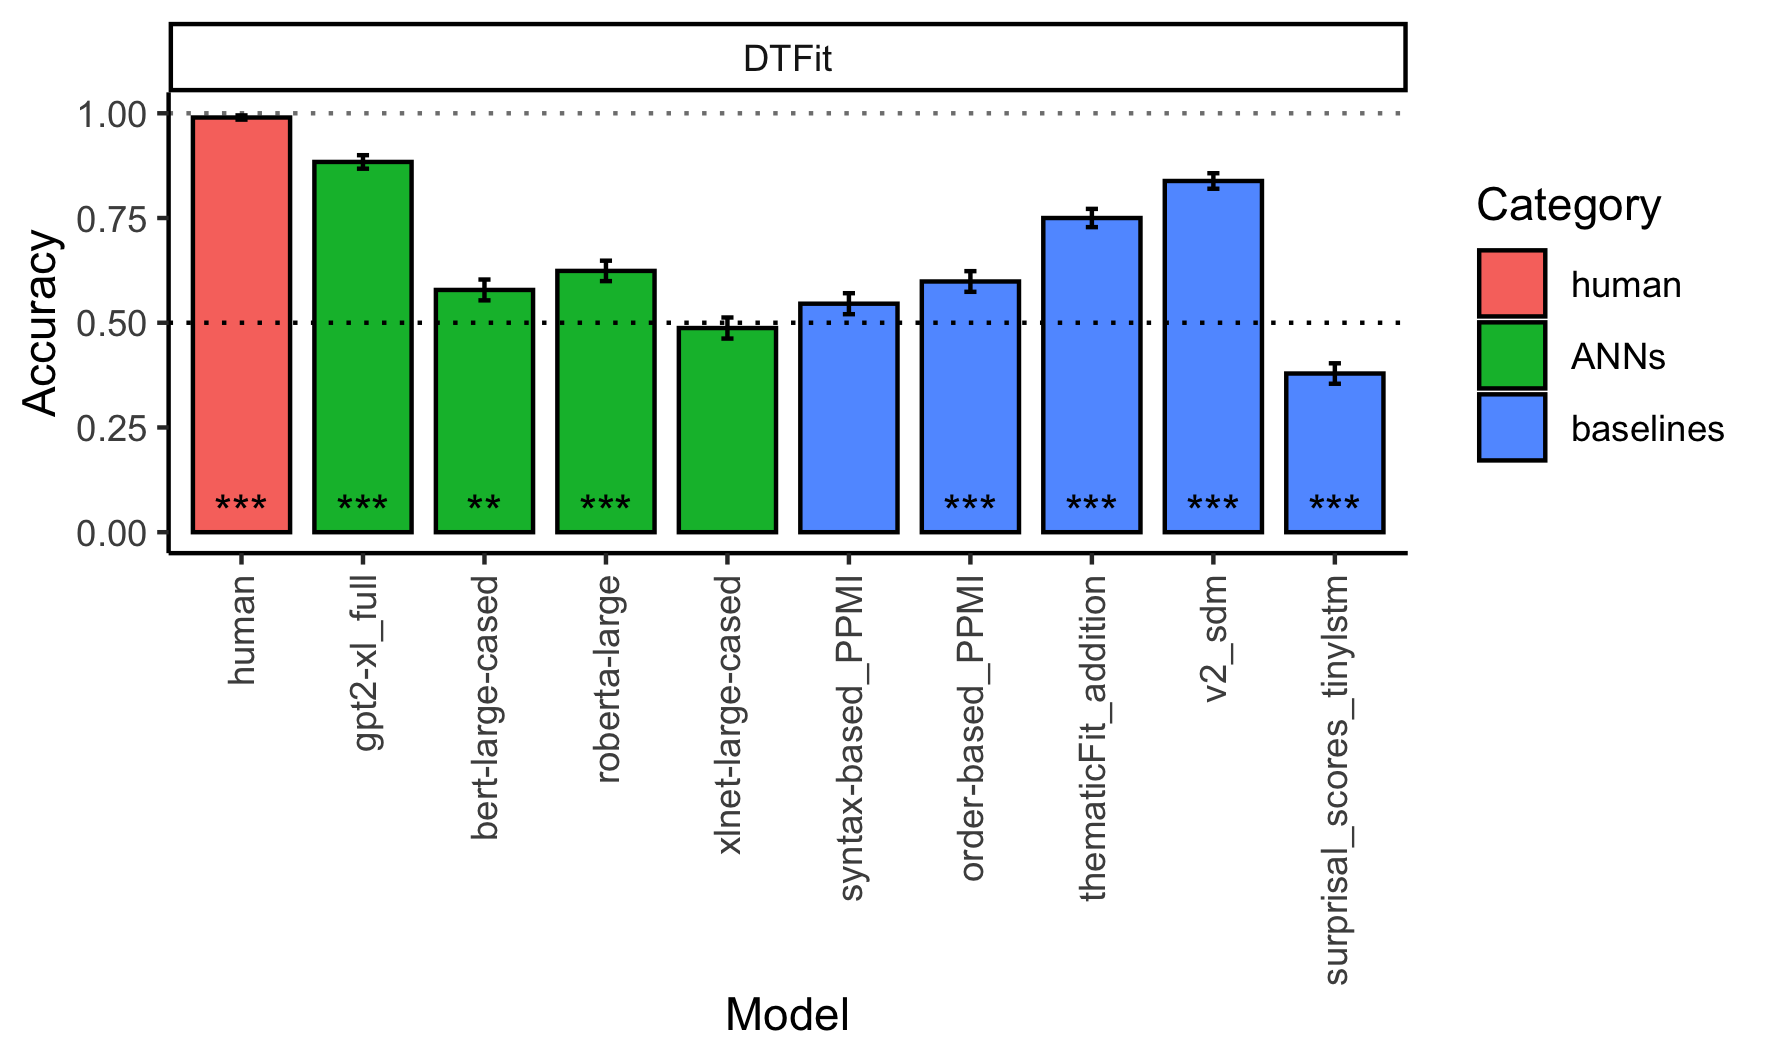 DTFit
1.00
0.75
0.50
0.25
0.00
Accuracy
***
***
**
***
***
***
***
***
human
gpt2-xl_full
bert-large-cased
roberta-large
xlnet-large-cased
syntax-based_PPMI
order-based_PPMI
thematicFit_addition
v2_sdm
surprisal_scores_tinylstm
Model
Category
human
ANNs
baselines